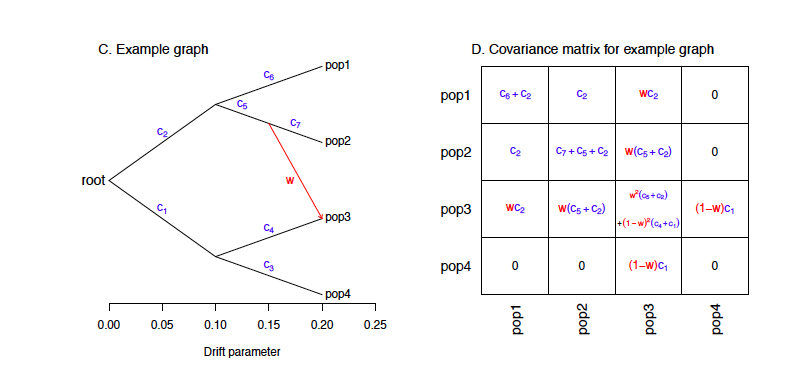 C. Example graph
pop1
c6
c5
c7
c2
pop2
root
w
c1
pop3
c4
c3
pop4
0.00 0.05 0.10 0.15 0.20 0.25
Drift parameter
D. Covariance matrix for example graph
pop1 c6 + c2 c2 wc2 0
pop2 c2 c7 + c5 + c2 w(c5 + c2) 0
w²(c5 + c2)
pop3 wc2 w(c5 + c2) +(1−w)²(c4 + c1) (1−w)c1
pop4 0 0 (1−w)c1 0
pop1 pop2 pop3 pop4